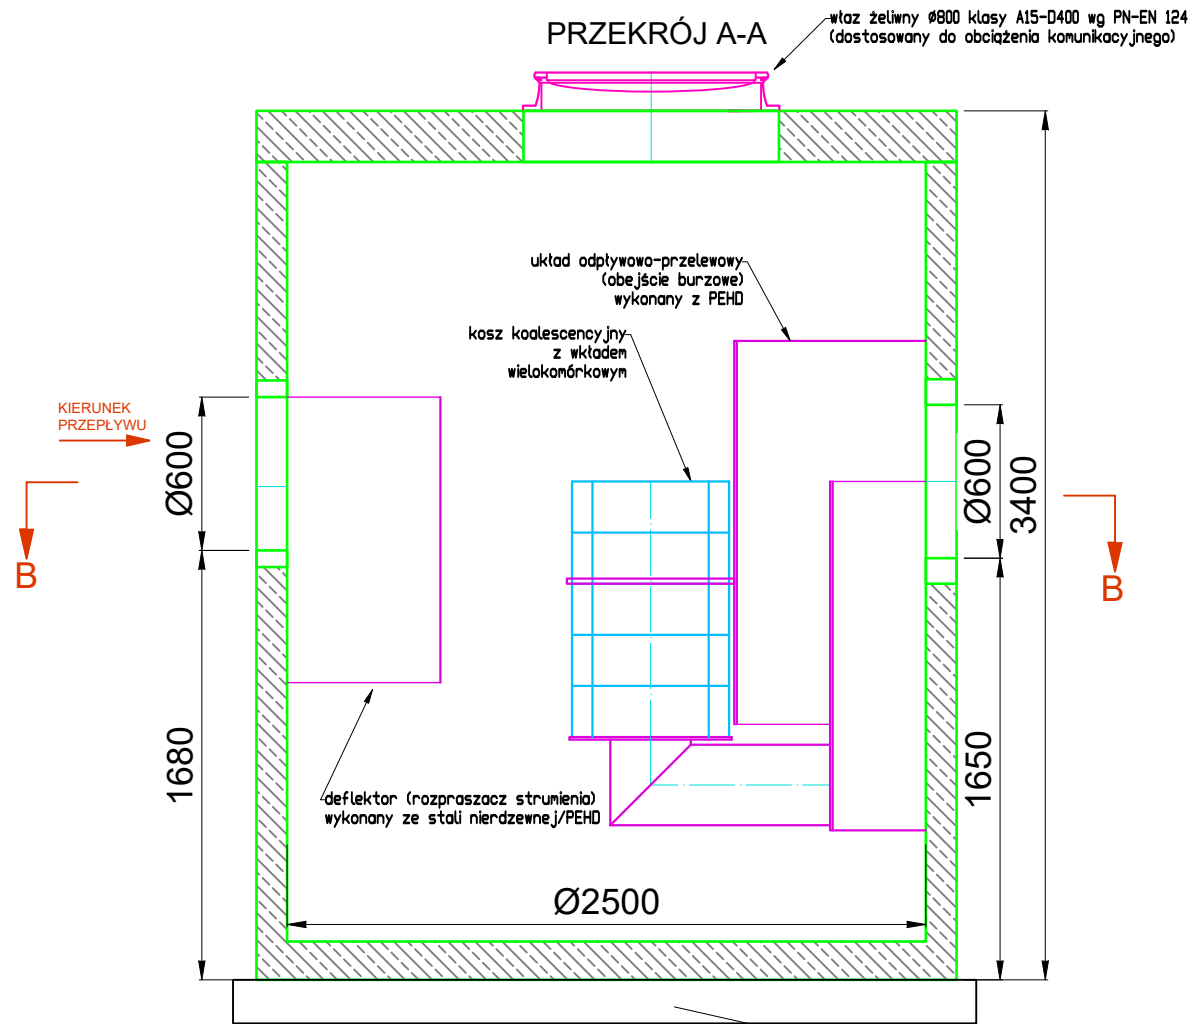 PRZEKRÓJ A-A
właz żeliwny Ø800 klasy A15-D400 wg PN-EN 124
(dostosowany do obciążenia komunikacyjnego)
układ odpływowo-przelewowy
(obejście burzowe)
wykonany z PEHD
kosz koalescencyjny
z wkładem
wielokomórkowym
KIERUNEK
PRZEPŁYWU
Ø600
Ø600
3400
B
B
1680
1650
deflektor (rozpraszacz strumienia)
wykonany ze stali nierdzewnej/PEHD
Ø2500